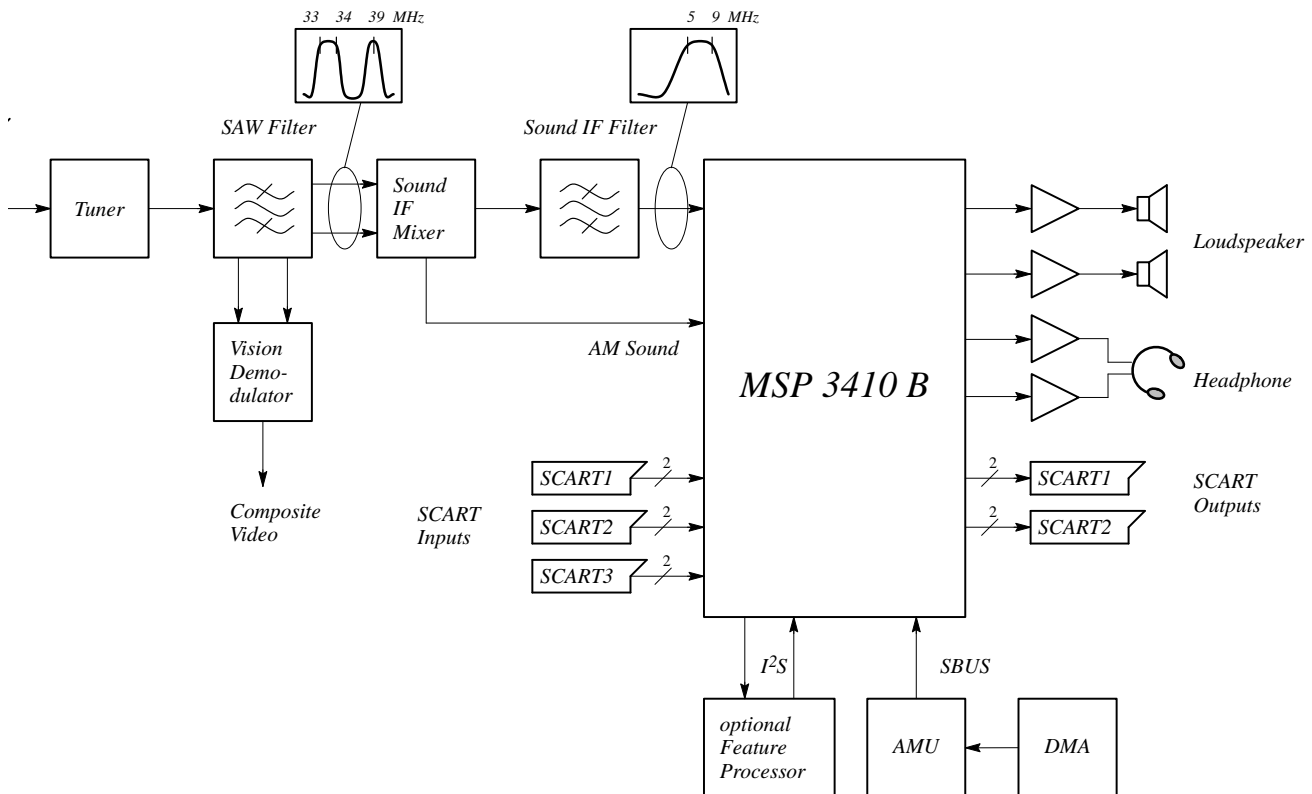 33 34 39 MHz
5 9 MHz
SAW Filter
Sound IF Filter
Tuner
Sound
IF
Mixer
Loudspeaker
AM Sound
Vision
Demo-
dulator
MSP 3410 B
Headphone
Composite
Video
SCART
Inputs
SCART1 2
SCART2 2
SCART3 2
2 SCART1
2 SCART2
SCART
Outputs
I²S
SBUS
optional
Feature
Processor
AMU
DMA